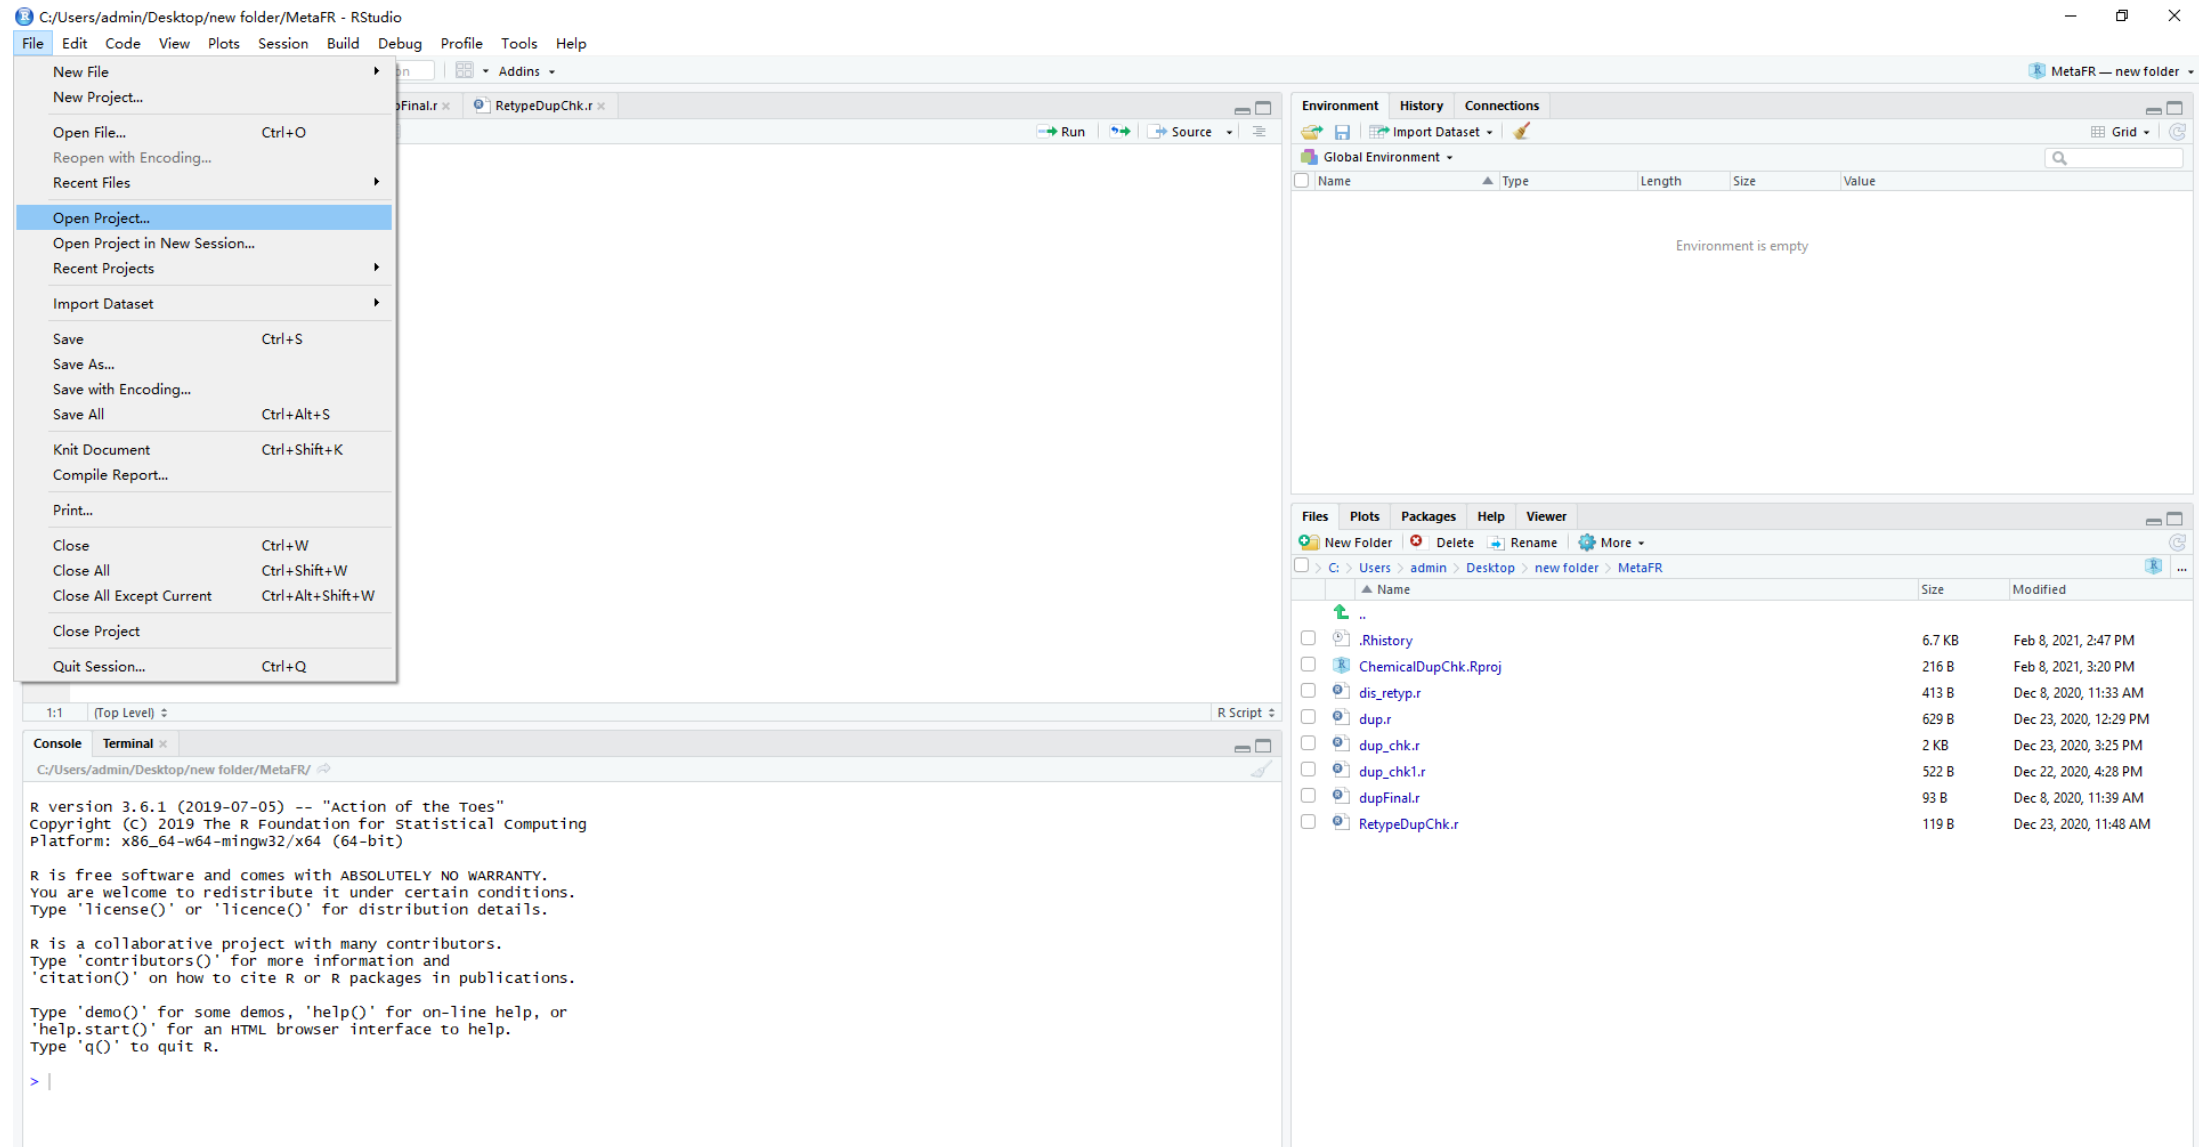 C:/Users/admin/Desktop/new folder/MetaFR - RStudio
File Edit Code View Plots Session Build Debug Profile Tools Help
Addins
MetaFR — new folder
New File
New Project...
Open File... Ctrl+O
Reopen with Encoding...
Recent Files
Open Project...
Open Project in New Session...
Recent Projects
Import Dataset
Save Ctrl+S
Save As...
Save with Encoding...
Save All Ctrl+Alt+S
Knit Document Ctrl+Shift+K
Compile Report...
Print...
Close Ctrl+W
Close All Ctrl+Shift+W
Close All Except Current Ctrl+Alt+Shift+W
Close Project
Quit Session... Ctrl+Q
Final.r RetypeDupChk.r
Run Source
1:1 (Top Level) R Script
Console Terminal
C:/Users/admin/Desktop/new folder/MetaFR/
R version 3.6.1 (2019-07-05) -- "Action of the Toes"
Copyright (C) 2019 The R Foundation for Statistical Computing
Platform: x86_64-w64-mingw32/x64 (64-bit)
R is free software and comes with ABSOLUTELY NO WARRANTY.
You are welcome to redistribute it under certain conditions.
Type 'license()' or 'licence()' for distribution details.
R is a collaborative project with many contributors.
Type 'contributors()' for more information and
'citation()' on how to cite R or R packages in publications.
Type 'demo()' for some demos, 'help()' for on-line help, or
'help.start()' for an HTML browser interface to help.
Type 'q()' to quit R.
>
Environment History Connections
Import Dataset Grid
Global Environment
Name Type Length Size Value
Environment is empty
Files Plots Packages Help Viewer
New Folder Delete Rename More
C: > Users > admin > Desktop > new folder > MetaFR ...
Name Size Modified
..
.Rhistory 6.7 KB Feb 8, 2021, 2:47 PM
ChemicalDupChk.Rproj 216 B Feb 8, 2021, 3:20 PM
dis_retyp.r 413 B Dec 8, 2020, 11:33 AM
dup.r 629 B Dec 23, 2020, 12:29 PM
dup_chk.r 2 KB Dec 23, 2020, 3:25 PM
dup_chk1.r 522 B Dec 22, 2020, 4:28 PM
dupFinal.r 93 B Dec 8, 2020, 11:39 AM
RetypeDupChk.r 119 B Dec 23, 2020, 11:48 AM